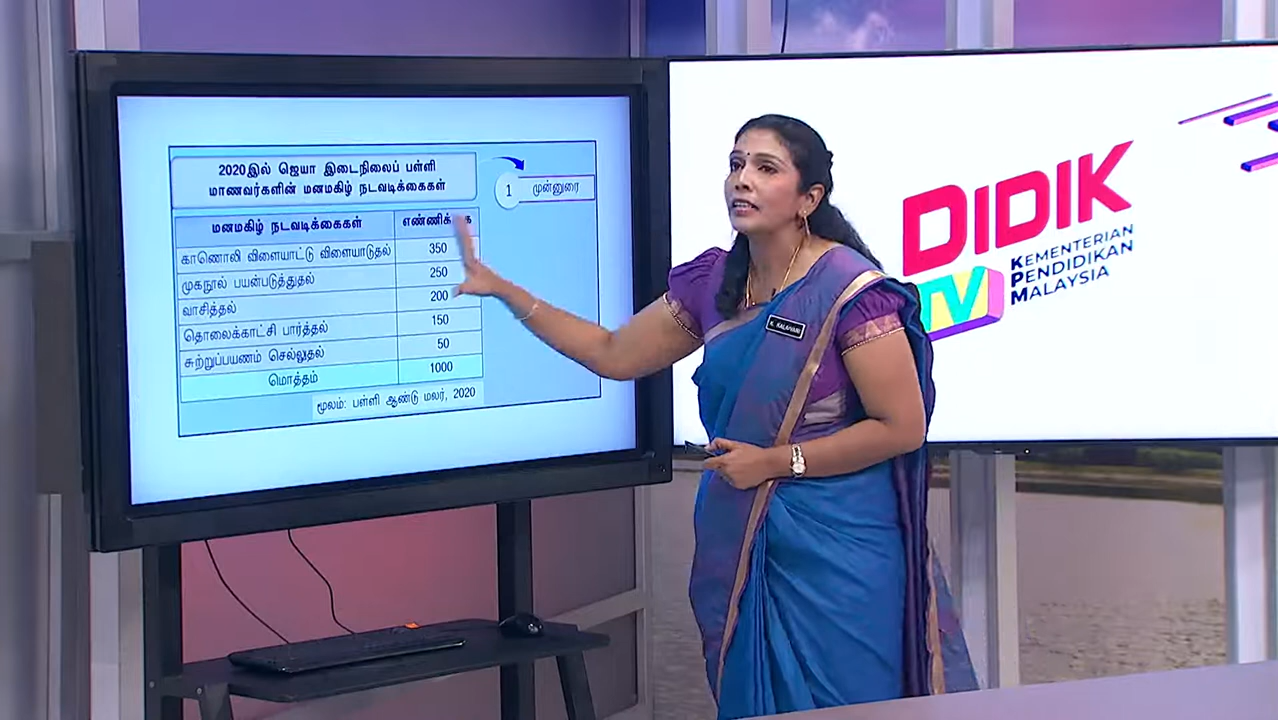 2020இல் ஜெயா இடைநிலைப் பள்ளி
மாணவர்களின் மனமகிழ் நடவடிக்கைகள்
1 முன்னுரை
மனமகிழ் நடவடிக்கைகள் எண்ணிக்கை
காணொலி விளையாட்டு விளையாடுதல் 350
முகநூல் பயன்படுத்துதல் 250
வாசித்தல் 200
தொலைக்காட்சி பார்த்தல் 150
சுற்றுப்பயணம் செல்லுதல் 50
மொத்தம் 1000
மூலம்: பள்ளி ஆண்டு மலர், 2020
K. KALAIVANI
DIDIK
TV
KEMENTERIAN
PENDIDIKAN
MALAYSIA